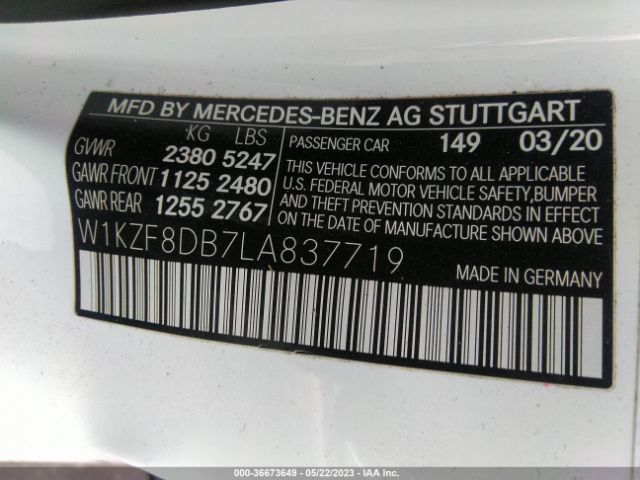 MFD BY MERCEDES-BENZ AG STUTTGART
KG LBS
GVWR 2380 5247
GAWR FRONT 1125 2480
GAWR REAR 1255 2767
PASSENGER CAR 149 03/20
THIS VEHICLE CONFORMS TO ALL APPLICABLE
U.S. FEDERAL MOTOR VEHICLE SAFETY,BUMPER
AND THEFT PREVENTION STANDARDS IN EFFECT
ON THE DATE OF MANUFACTURE SHOWN ABOVE.
W1KZF8DB7LA837719
MADE IN GERMANY
000-36673649 - 05/22/2023 - IAA Inc.